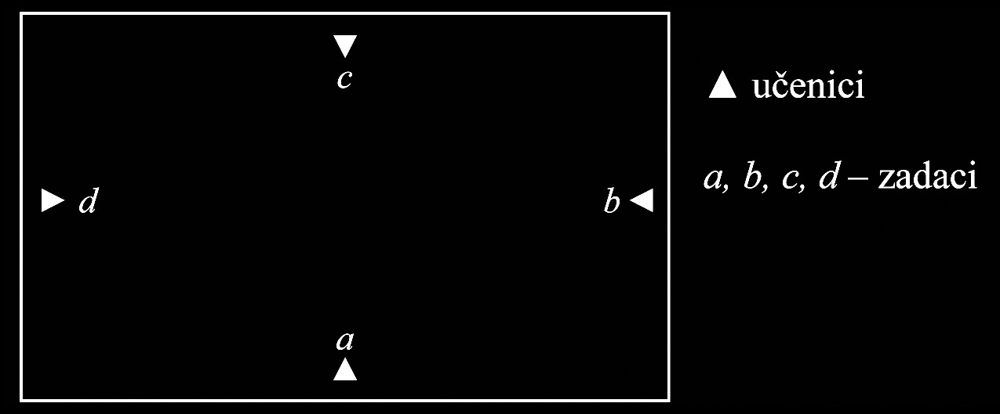 c
▲ učenici
a, b, c, d – zadaci
d
b
a